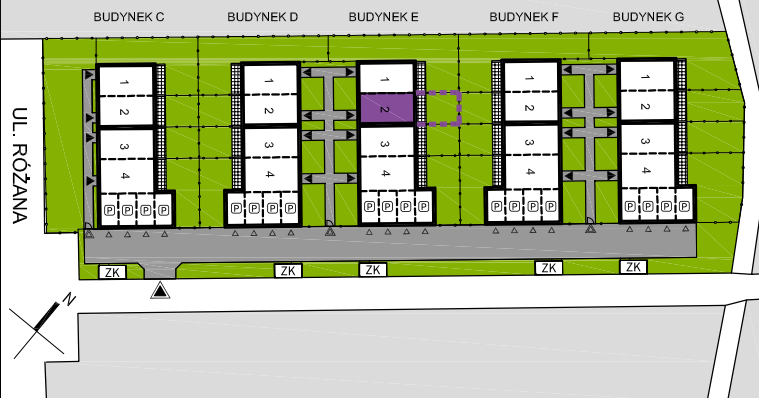 BUDYNEK C BUDYNEK D BUDYNEK E BUDYNEK F BUDYNEK G
UL. RÓŻANA
1 1 1 1 1
2 2 2 2 2
3 3 3 3 3
4 4 4 4 4
P P P P P P P P P P P P P P P P P P P P
ZK ZK ZK ZK ZK
N